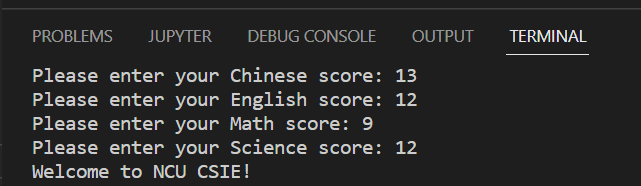 PROBLEMS JUPYTER DEBUG CONSOLE OUTPUT TERMINAL
Please enter your Chinese score: 13
Please enter your English score: 12
Please enter your Math score: 9
Please enter your Science score: 12
Welcome to NCU CSIE!